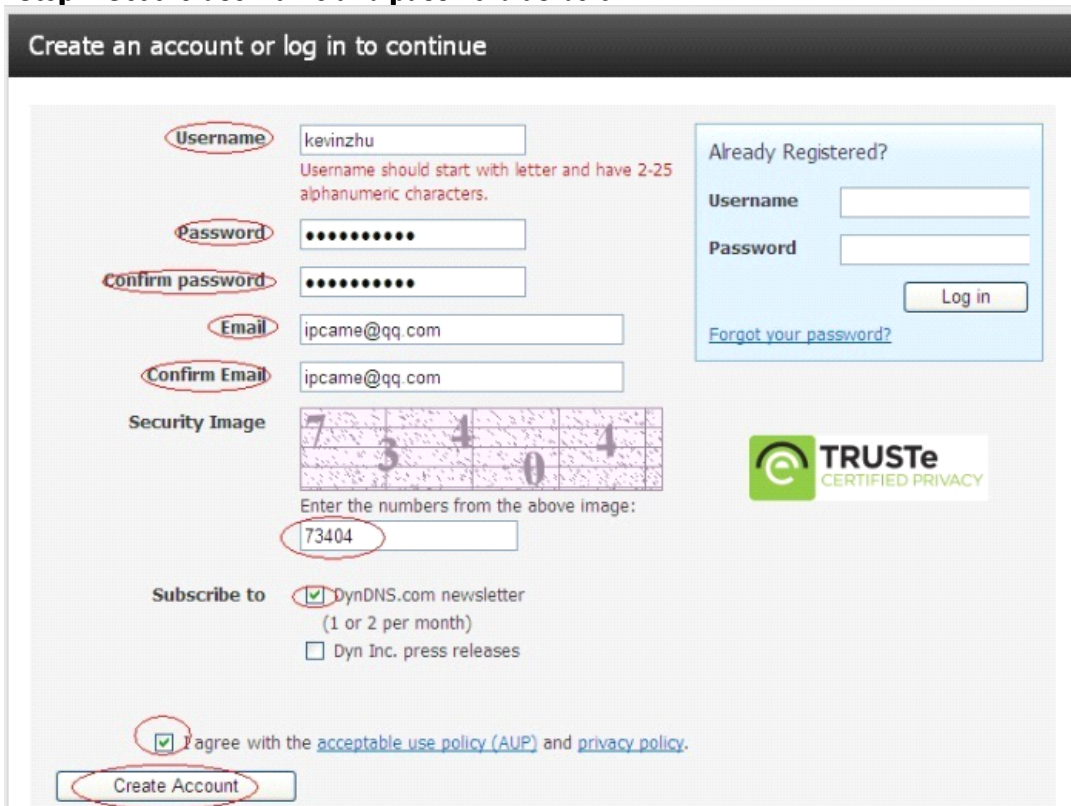 Create an account or log in to continue
Username
kevinzhu
Username should start with letter and have 2-25
alphanumeric characters.
Password
••••••••••
Confirm password
••••••••••
Email
ipcame@qq.com
Confirm Email
ipcame@qq.com
Security Image
7 3 4 0 4
Enter the numbers from the above image:
73404
Subscribe to
DynDNS.com newsletter
(1 or 2 per month)
Dyn Inc. press releases
I agree with the acceptable use policy (AUP) and privacy policy.
Create Account
Already Registered?
Username
Password
Log in
Forgot your password?
TRUSTe
CERTIFIED PRIVACY